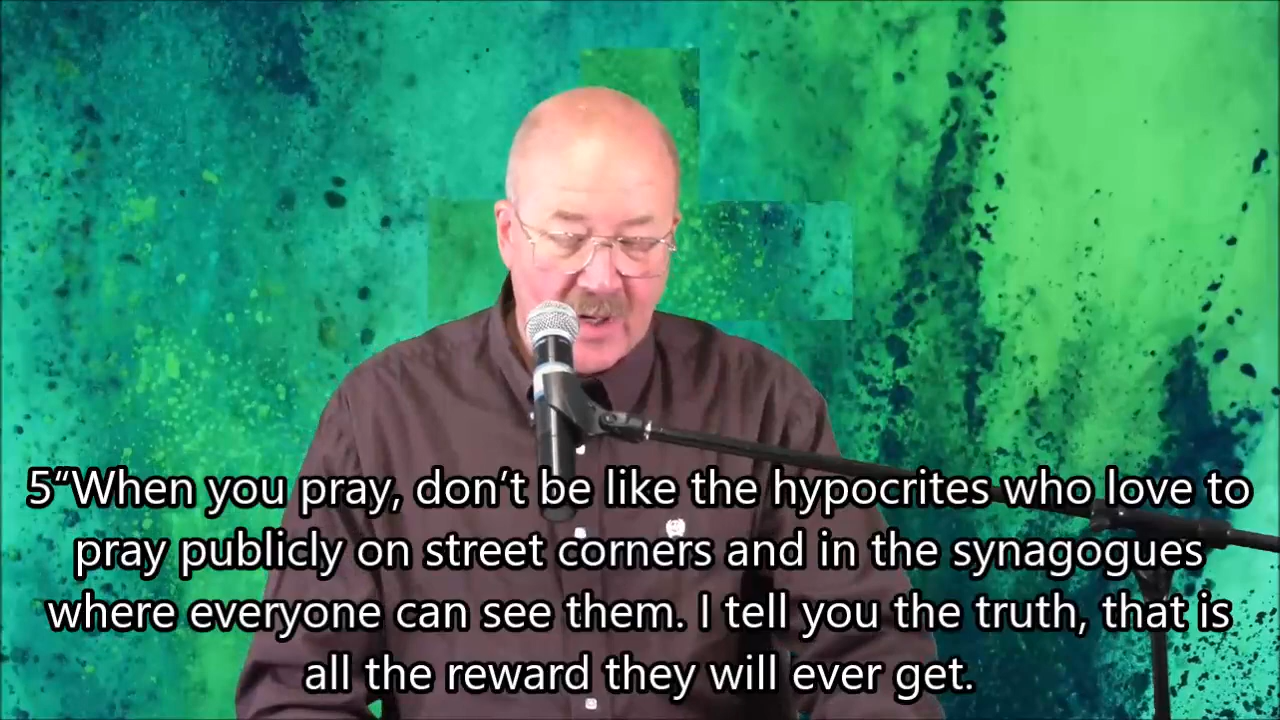 5“When you pray, don’t be like the hypocrites who love to
pray publicly on street corners and in the synagogues
where everyone can see them. I tell you the truth, that is
all the reward they will ever get.